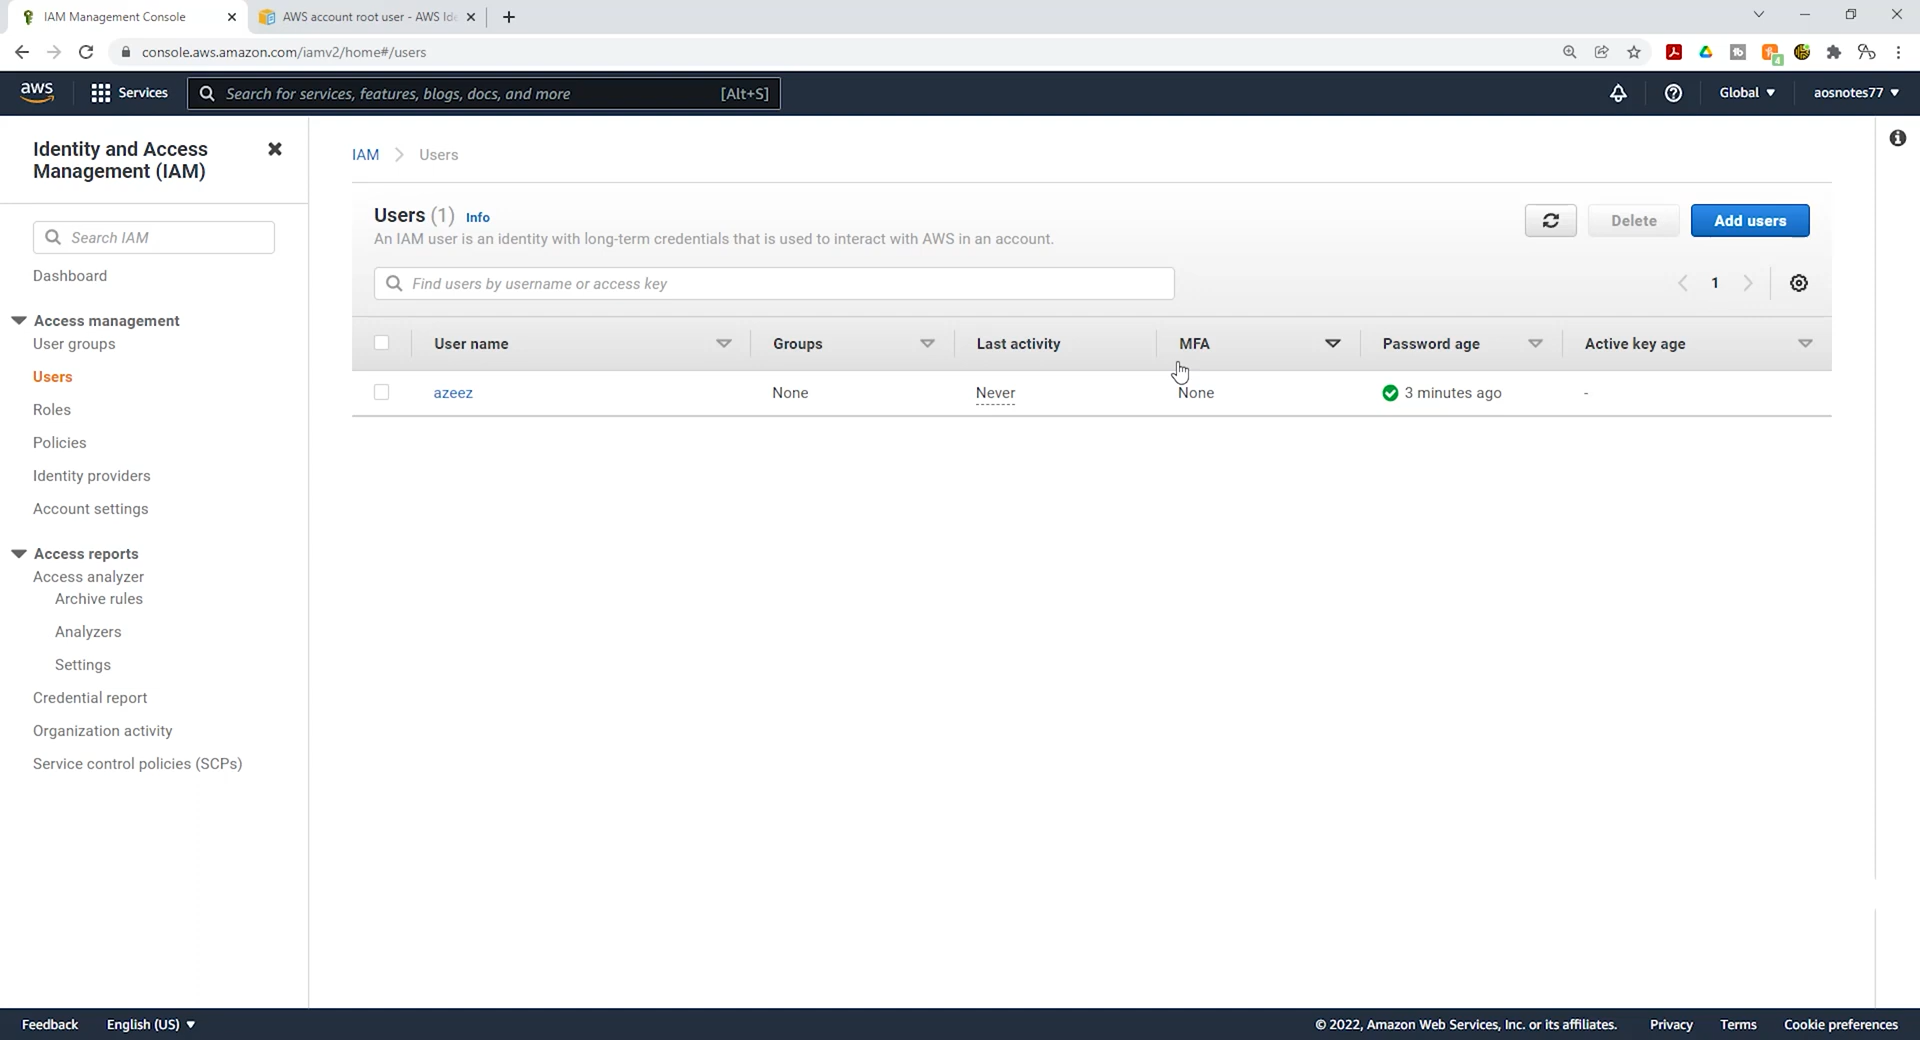 IAM Management Console
AWS account root user - AWS Ide
console.aws.amazon.com/iamv2/home#/users
aws
Services
Search for services, features, blogs, docs, and more [Alt+S]
Global
aosnotes77
Identity and Access
Management (IAM)
Search IAM
Dashboard
Access management
User groups
Users
Roles
Policies
Identity providers
Account settings
Access reports
Access analyzer
Archive rules
Analyzers
Settings
Credential report
Organization activity
Service control policies (SCPs)
IAM > Users
Users (1) Info
An IAM user is an identity with long-term credentials that is used to interact with AWS in an account.
Delete
Add users
Find users by username or access key
1
User name Groups Last activity MFA Password age Active key age
azeez None Never None 3 minutes ago -
Feedback English (US) © 2022, Amazon Web Services, Inc. or its affiliates. Privacy Terms Cookie preferences